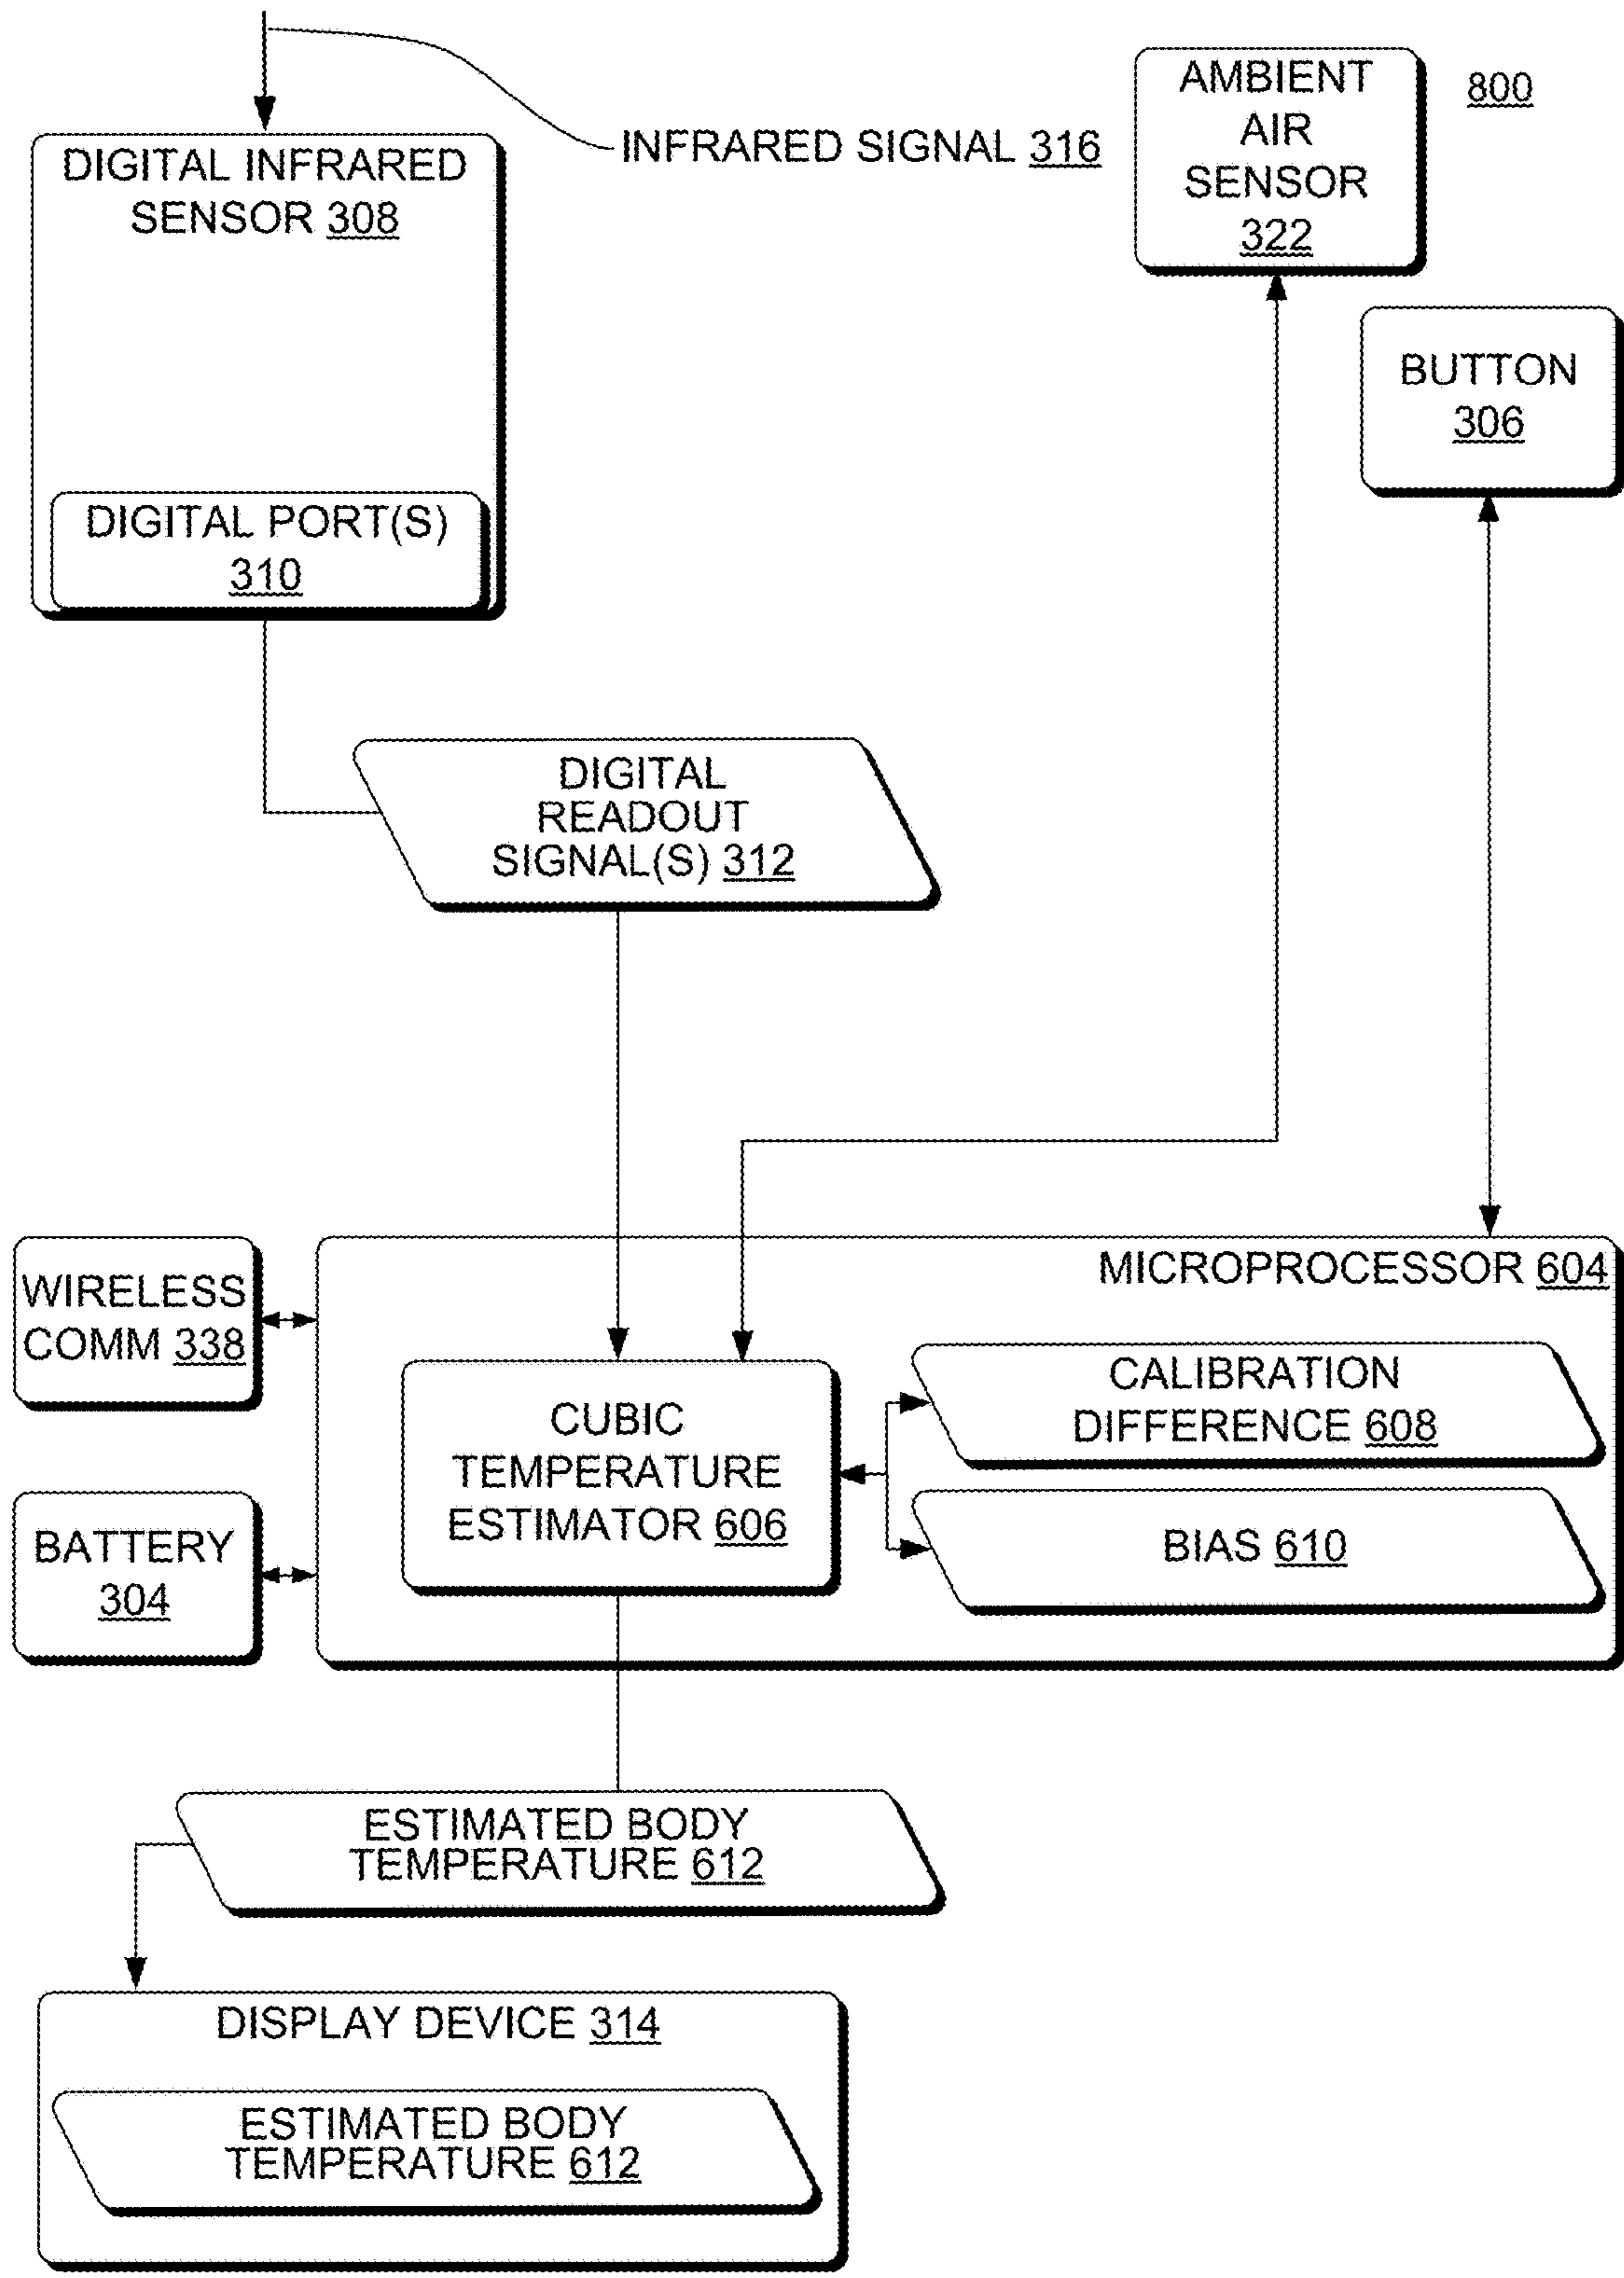 800
INFRARED SIGNAL 316
DIGITAL INFRARED
SENSOR 308
AMBIENT
AIR
SENSOR
322
BUTTON
306
DIGITAL PORT(S)
310
DIGITAL
READOUT
SIGNAL(S) 312
WIRELESS
COMM 338
MICROPROCESSOR 604
CUBIC
TEMPERATURE
ESTIMATOR 606
CALIBRATION
DIFFERENCE 608
BIAS 610
BATTERY
304
ESTIMATED BODY
TEMPERATURE 612
DISPLAY DEVICE 314
ESTIMATED BODY
TEMPERATURE 612